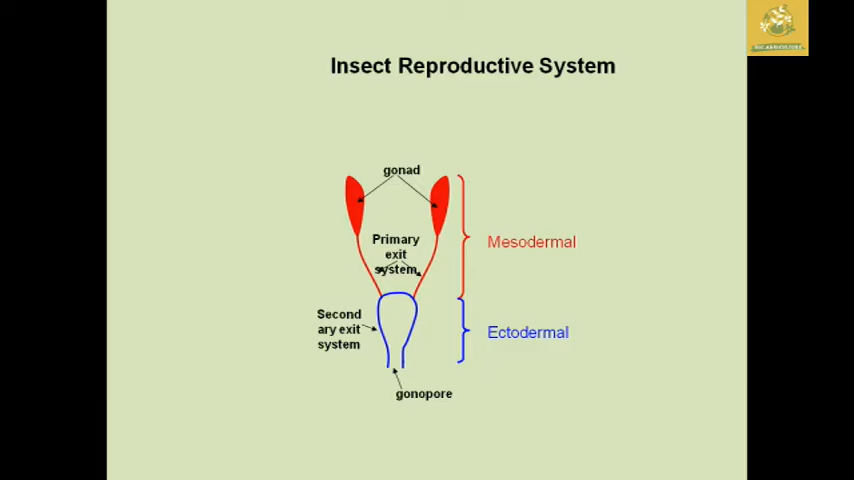 Insect Reproductive System
gonad
Primary
exit
system
Mesodermal
Second
ary exit
system
Ectodermal
gonopore